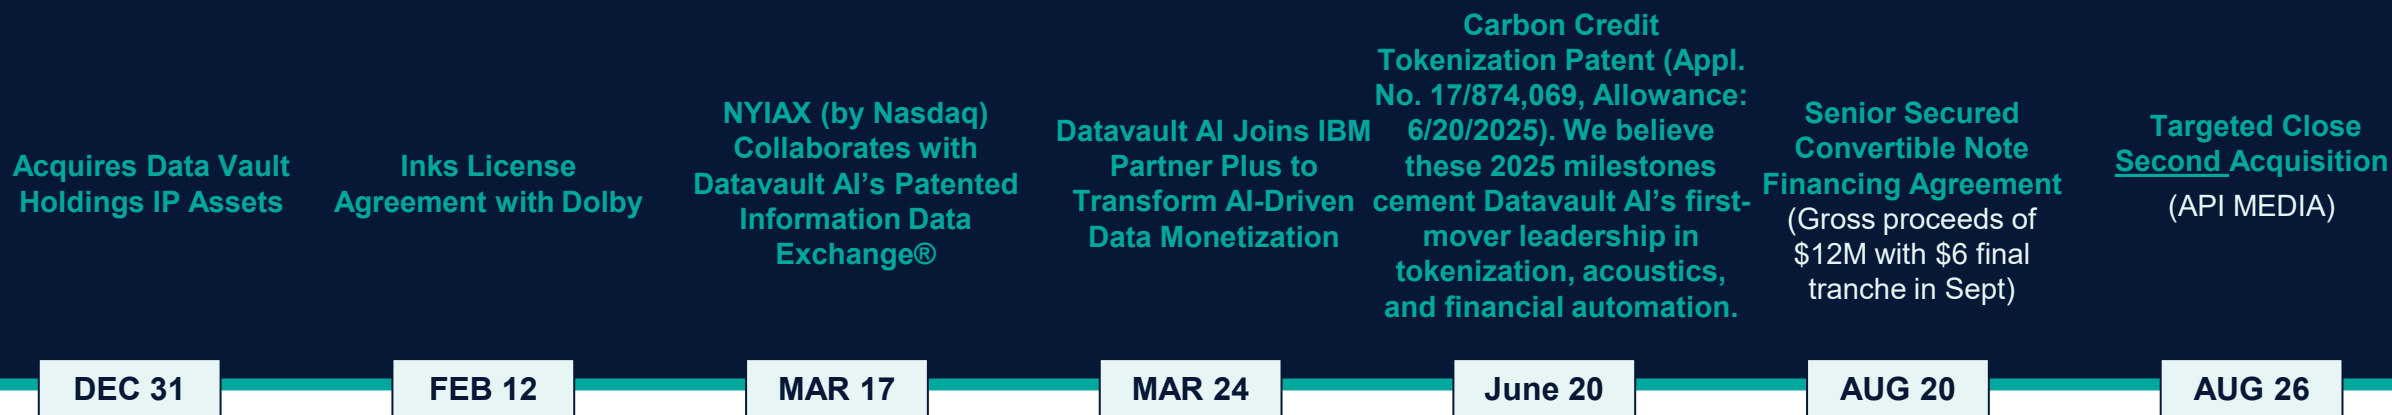 Acquires Data Vault
Holdings IP Assets
DEC 31
Inks License
Agreement with Dolby
FEB 12
NYIAX (by Nasdaq)
Collaborates with
Datavault AI’s Patented
Information Data
Exchange®
MAR 17
Datavault AI Joins IBM
Partner Plus to
Transform AI-Driven
Data Monetization
MAR 24
Carbon Credit
Tokenization Patent (Appl.
No. 17/874,069, Allowance:
6/20/2025). We believe
these 2025 milestones
cement Datavault AI’s first-
mover leadership in
tokenization, acoustics,
and financial automation.
June 20
Senior Secured
Convertible Note
Financing Agreement
(Gross proceeds of
$12M with $6 final
tranche in Sept)
AUG 20
Targeted Close
Second Acquisition
(API MEDIA)
AUG 26